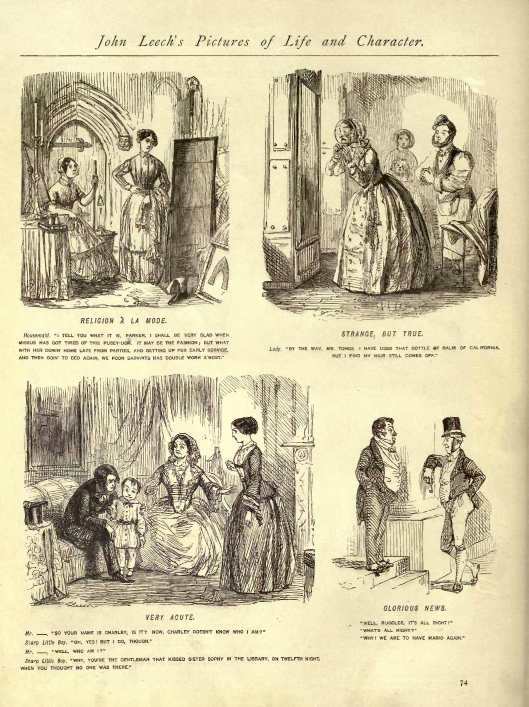 John Leech's Pictures of Life and Character.
RELIGION À LA MODE.
Housemaid. "I TELL YOU WHAT IT IS, PARKER, I SHALL BE VERY GLAD WHEN
MISSUS HAS GOT TIRED OF THIS PUSEY-UISM. IT MAY BE THE FASHION; BUT WHAT
WITH HER COMIN' HOME LATE FROM PARTIES, AND GETTING UP FOR EARLY SERVICE,
AND THEN GOIN' TO BED AGAIN, WE POOR SARVINTS HAS DOUBLE WORK A'MOST."
STRANGE, BUT TRUE.
Lady. "BY THE WAY, MR. TONGS, I HAVE USED THAT BOTTLE OF BALM OF CALIFORNIA,
BUT I FIND MY HAIR STILL COMES OFF."
VERY ACUTE.
Mr. ——. "SO YOUR NAME IS CHARLEY, IS IT? NOW, CHARLEY DOESN'T KNOW WHO I AM?"
Sharp Little Boy. "OH, YES! BUT I DO, THOUGH."
Mr. ——. "WELL, WHO AM I?"
Sharp Little Boy. "WHY, YOU'RE THE GENTLEMAN THAT KISSED SISTER SOPHY IN THE LIBRARY, ON TWELFTH NIGHT,
WHEN YOU THOUGHT NO ONE WAS THERE."
GLORIOUS NEWS.
"WELL, RUGGLER, IT'S ALL RIGHT!"
"WHAT'S ALL RIGHT?"
"WHY! WE ARE TO HAVE MARIO AGAIN."
74